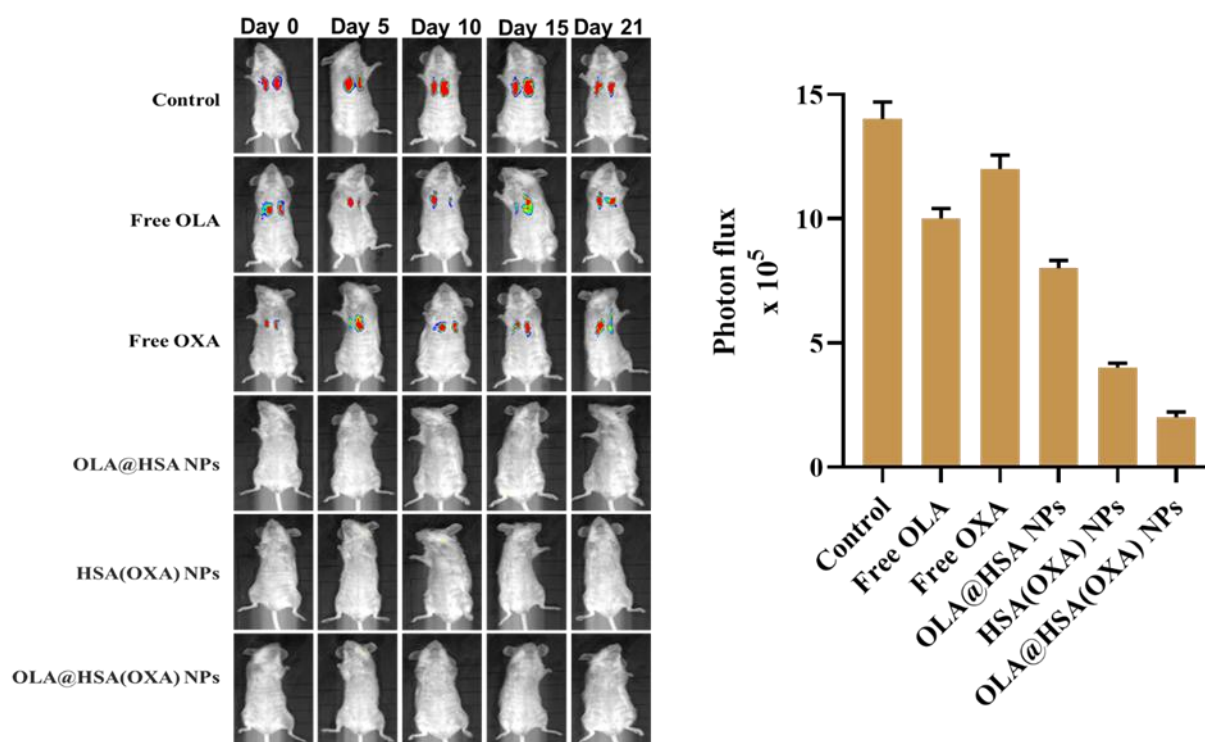 Day 0 Day 5 Day 10 Day 15 Day 21
Control
Free OLA
Free OXA
OLA@HSA NPs
HSA(OXA) NPs
OLA@HSA(OXA) NPs
Photon flux
x 10⁵
15
10
5
0
Control
Free OLA
Free OXA
OLA@HSA NPs
HSA(OXA) NPs
OLA@HSA(OXA) NPs